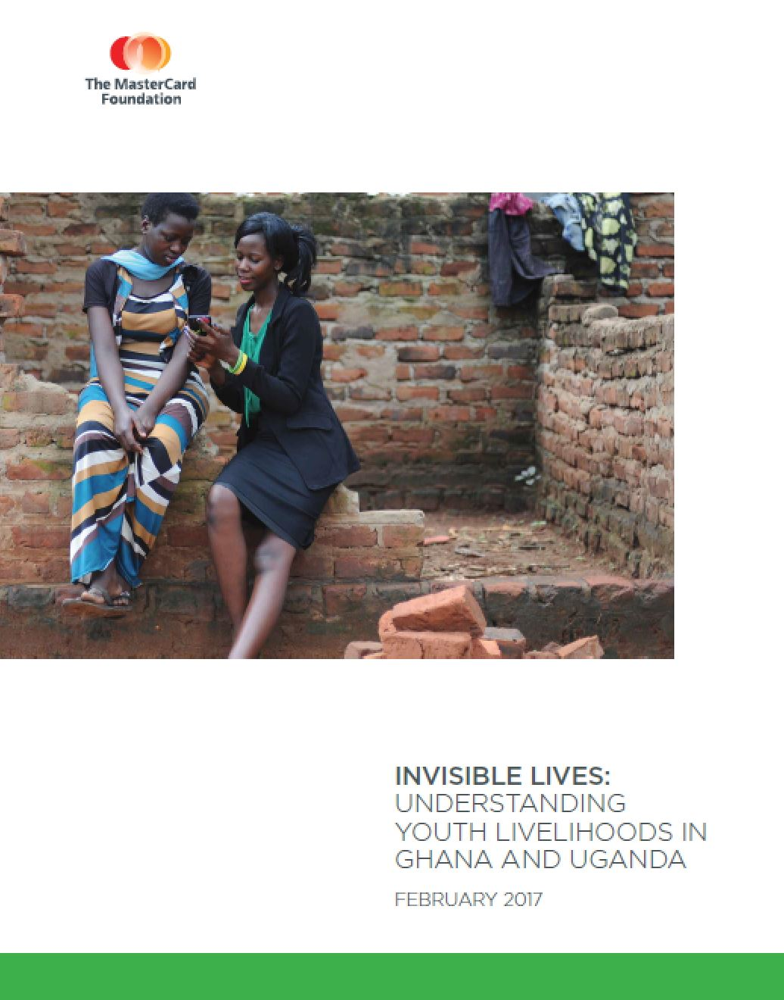 The MasterCard
Foundation
INVISIBLE LIVES:
UNDERSTANDING
YOUTH LIVELIHOODS IN
GHANA AND UGANDA
FEBRUARY 2017